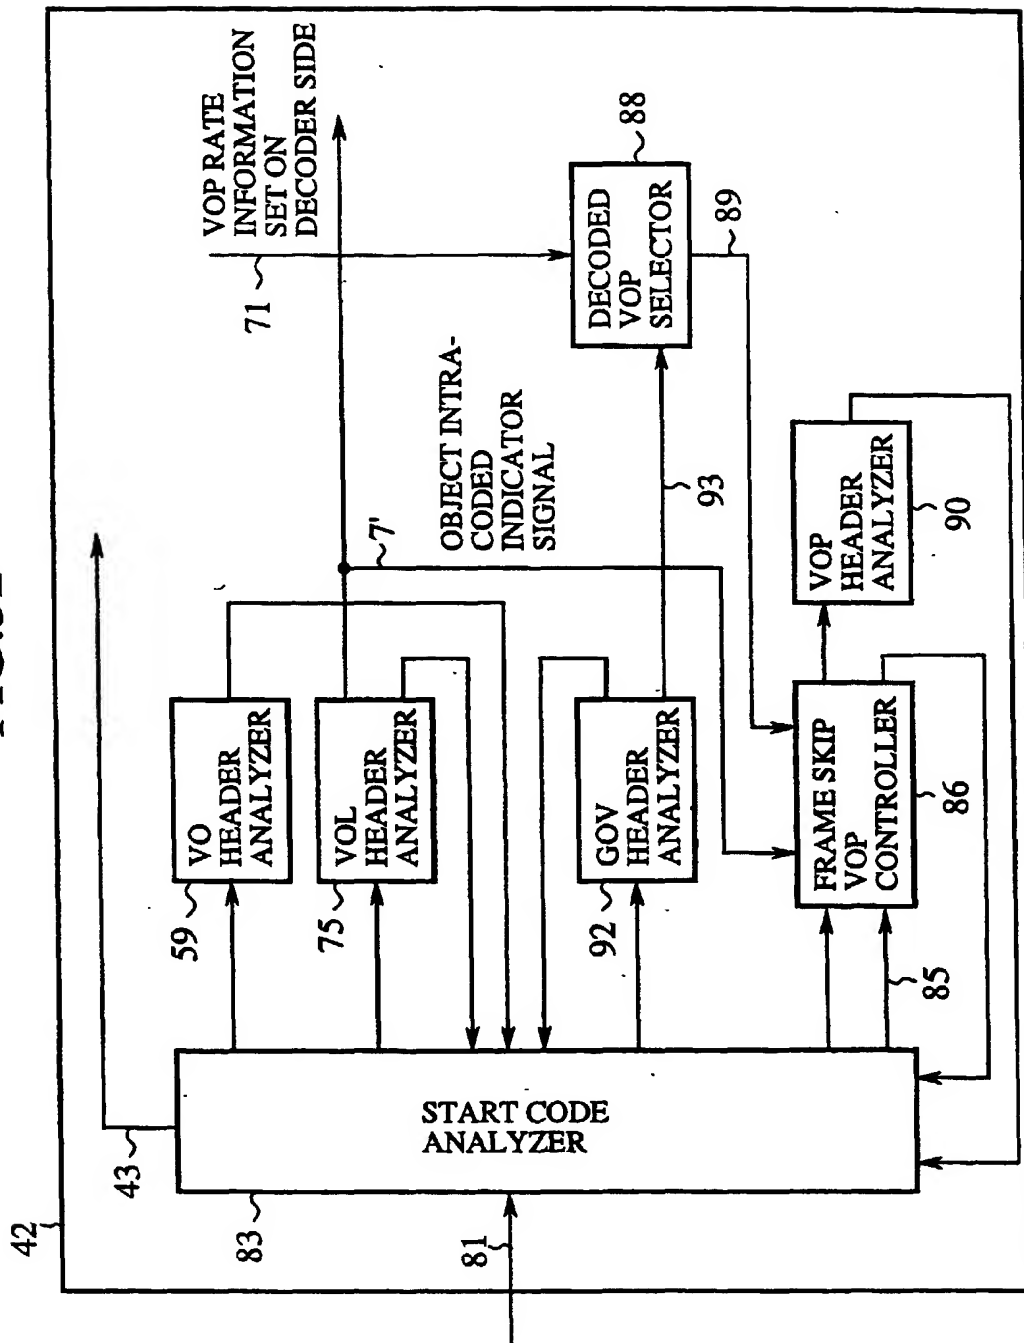 42
43
83
START CODE
ANALYZER
81
59
VO
HEADER
ANALYZER
75
VOL
HEADER
ANALYZER
92
GOV
HEADER
ANALYZER
85
FRAME SKIP
VOP
CONTROLLER
86
7'
OBJECT INTRA-
CODED
INDICATOR
SIGNAL
93
VOP
HEADER
ANALYZER
90
71
VOP RATE
INFORMATION
SET ON
DECODER SIDE
DECODED
VOP
SELECTOR
88
89